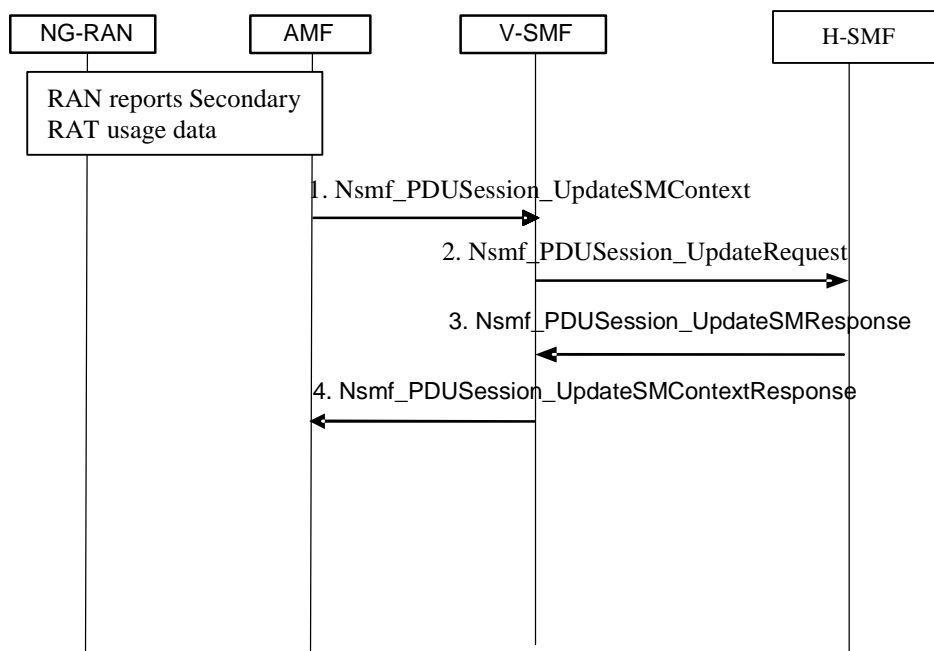 NG-RAN
AMF
V-SMF
H-SMF
RAN reports Secondary
RAT usage data
1. Nsmf_PDUSession_UpdateSMContext
2. Nsmf_PDUSession_UpdateRequest
3. Nsmf_PDUSession_UpdateSMResponse
4. Nsmf_PDUSession_UpdateSMContextResponse